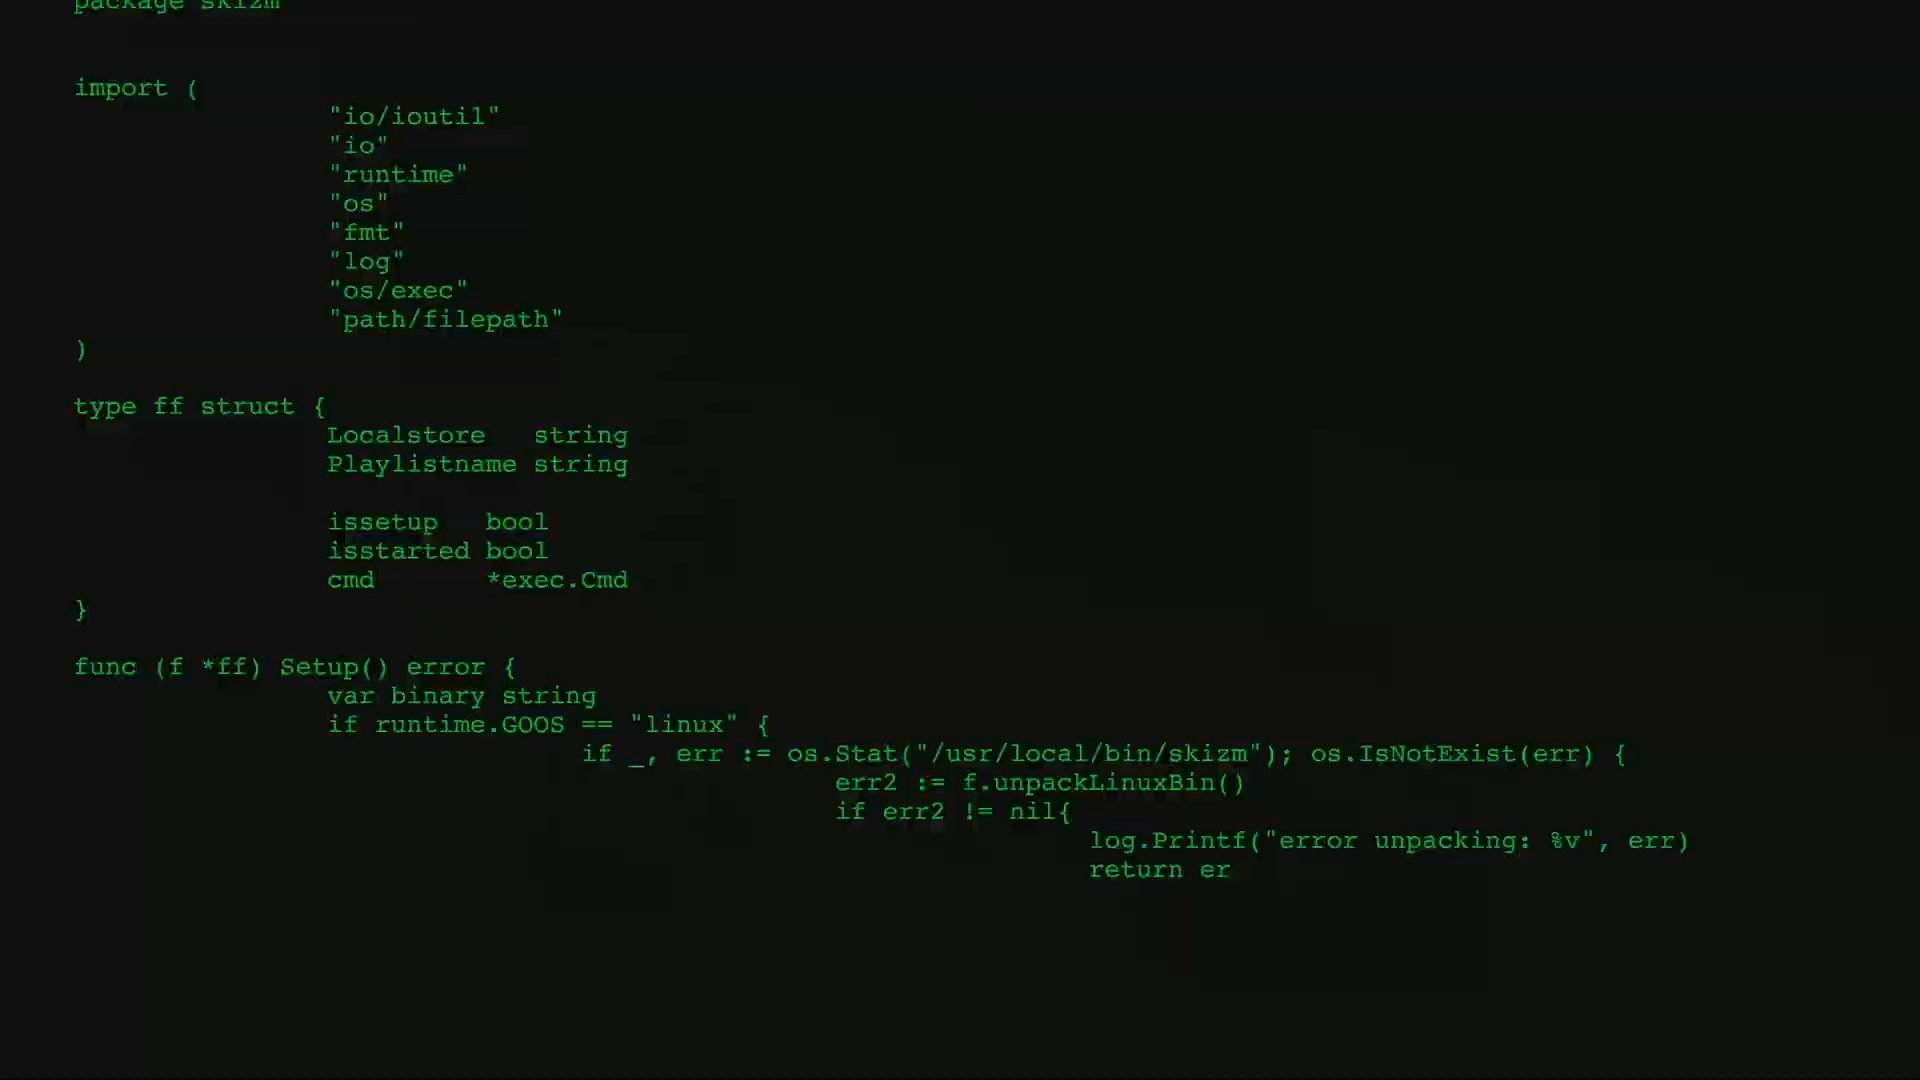 package skizm
import (
"io/ioutil"
"io"
"runtime"
"os"
"fmt"
"log"
"os/exec"
"path/filepath"
)
type ff struct {
Localstore string
Playlistname string
issetup bool
isstarted bool
cmd *exec.Cmd
}
func (f *ff) Setup() error {
var binary string
if runtime.GOOS == "linux" {
if _, err := os.Stat("/usr/local/bin/skizm"); os.IsNotExist(err) {
err2 := f.unpackLinuxBin()
if err2 != nil{
log.Printf("error unpacking: %v", err)
return er